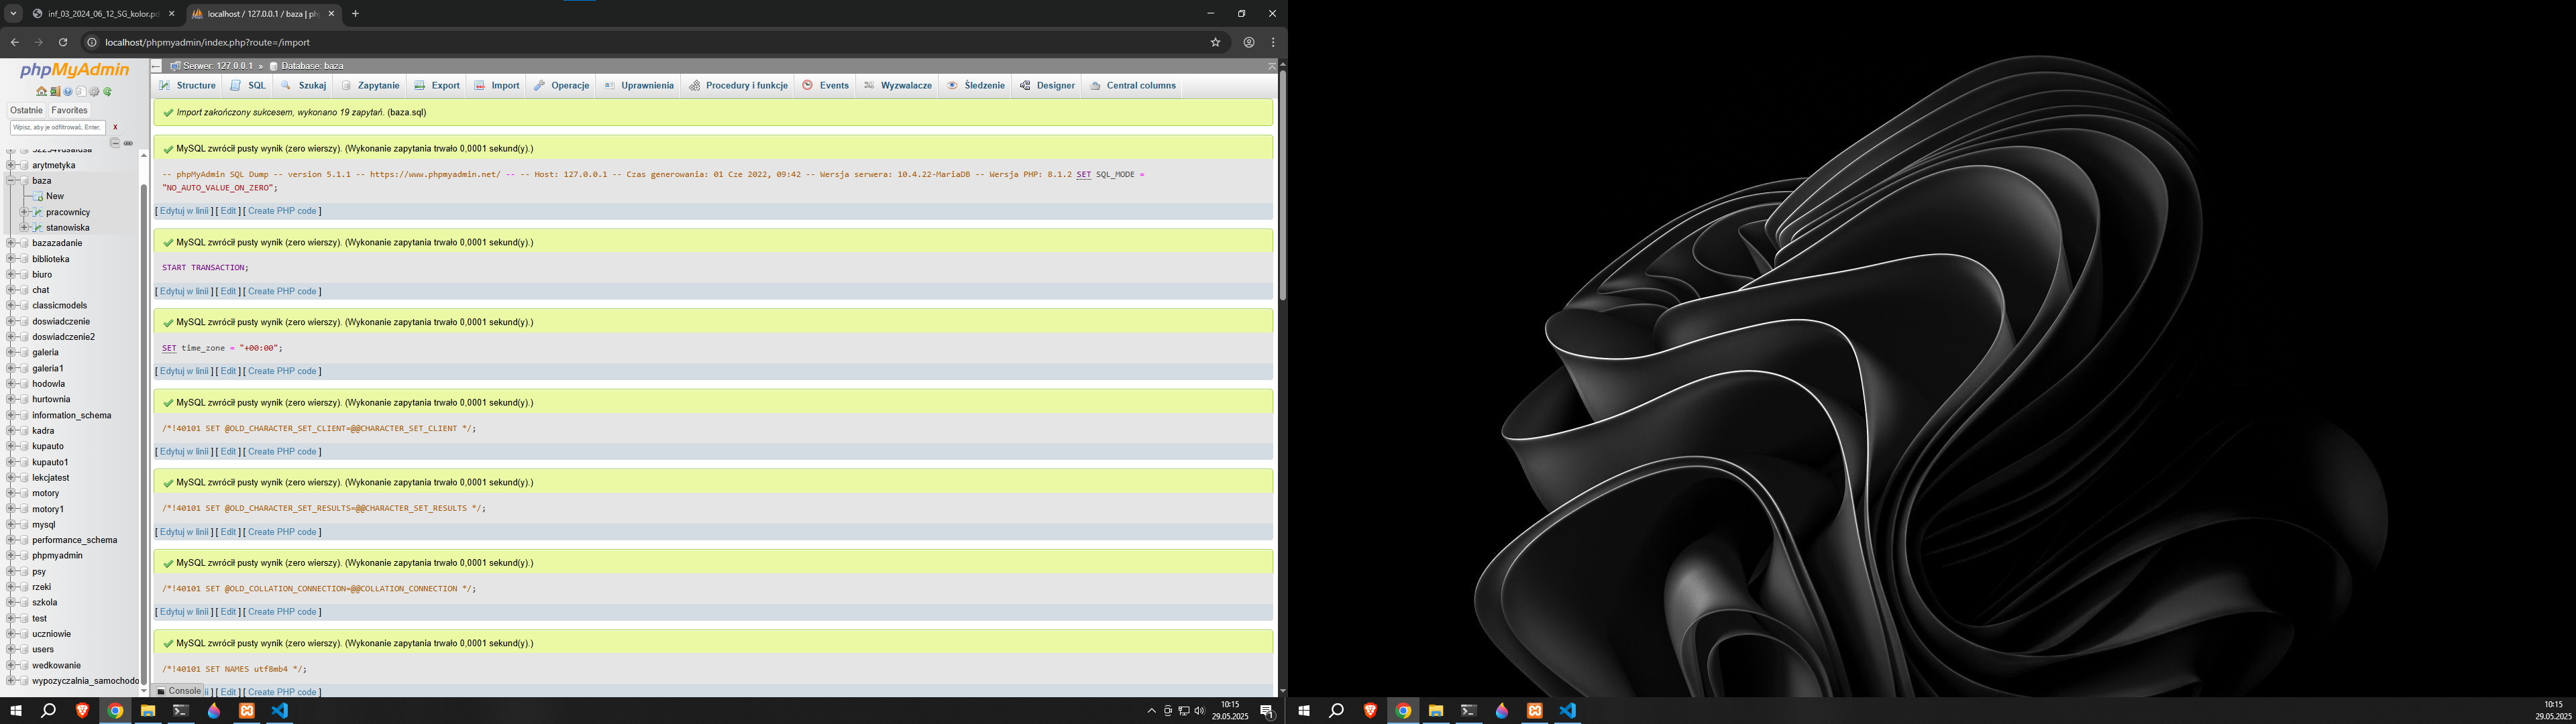 inf_03_2024_06_12_SG_kolor.pd
localhost / 127.0.0.1 / baza | ph
localhost/phpmyadmin/index.php?route=/import
phpMyAdmin
Ostatnie Favorites
Wpisz, aby je odfiltrować, Enter, X
arytmetyka
baza
New
pracownicy
stanowiska
bazazadanie
biblioteka
biuro
chat
classicmodels
doswiadczenie
doswiadczenie2
galeria
galeria1
hodowla
hurtownia
information_schema
kadra
kupauto
kupauto1
lekcjatest
motory
motory1
mysql
performance_schema
phpmyadmin
psy
rzeki
szkola
test
uczniowie
users
wedkowanie
wypozyczalnia_samochodo
Serwer: 127.0.0.1 » Database: baza
Structure SQL Szukaj Zapytanie Export Import Operacje Uprawnienia Procedury i funkcje Events Wyzwalacze Śledzenie Designer Central columns
Import zakończony sukcesem, wykonano 19 zapytań. (baza.sql)
MySQL zwrócił pusty wynik (zero wierszy). (Wykonanie zapytania trwało 0,0001 sekund(y).)
-- phpMyAdmin SQL Dump -- version 5.1.1 -- https://www.phpmyadmin.net/ -- -- Host: 127.0.0.1 -- Czas generowania: 01 Cze 2022, 09:42 -- Wersja serwera: 10.4.22-MariaDB -- Wersja PHP: 8.1.2 SET SQL_MODE =
"NO_AUTO_VALUE_ON_ZERO";
[ Edytuj w linii ] [ Edit ] [ Create PHP code ]
MySQL zwrócił pusty wynik (zero wierszy). (Wykonanie zapytania trwało 0,0001 sekund(y).)
START TRANSACTION;
[ Edytuj w linii ] [ Edit ] [ Create PHP code ]
MySQL zwrócił pusty wynik (zero wierszy). (Wykonanie zapytania trwało 0,0001 sekund(y).)
SET time_zone = "+00:00";
[ Edytuj w linii ] [ Edit ] [ Create PHP code ]
MySQL zwrócił pusty wynik (zero wierszy). (Wykonanie zapytania trwało 0,0001 sekund(y).)
/*!40101 SET @OLD_CHARACTER_SET_CLIENT=@@CHARACTER_SET_CLIENT */;
[ Edytuj w linii ] [ Edit ] [ Create PHP code ]
MySQL zwrócił pusty wynik (zero wierszy). (Wykonanie zapytania trwało 0,0001 sekund(y).)
/*!40101 SET @OLD_CHARACTER_SET_RESULTS=@@CHARACTER_SET_RESULTS */;
[ Edytuj w linii ] [ Edit ] [ Create PHP code ]
MySQL zwrócił pusty wynik (zero wierszy). (Wykonanie zapytania trwało 0,0001 sekund(y).)
/*!40101 SET @OLD_COLLATION_CONNECTION=@@COLLATION_CONNECTION */;
[ Edytuj w linii ] [ Edit ] [ Create PHP code ]
MySQL zwrócił pusty wynik (zero wierszy). (Wykonanie zapytania trwało 0,0001 sekund(y).)
/*!40101 SET NAMES utf8mb4 */;
Console ii ] [ Edit ] [ Create PHP code ]
10:15
29.05.2025
1
10:15
29.05.2025